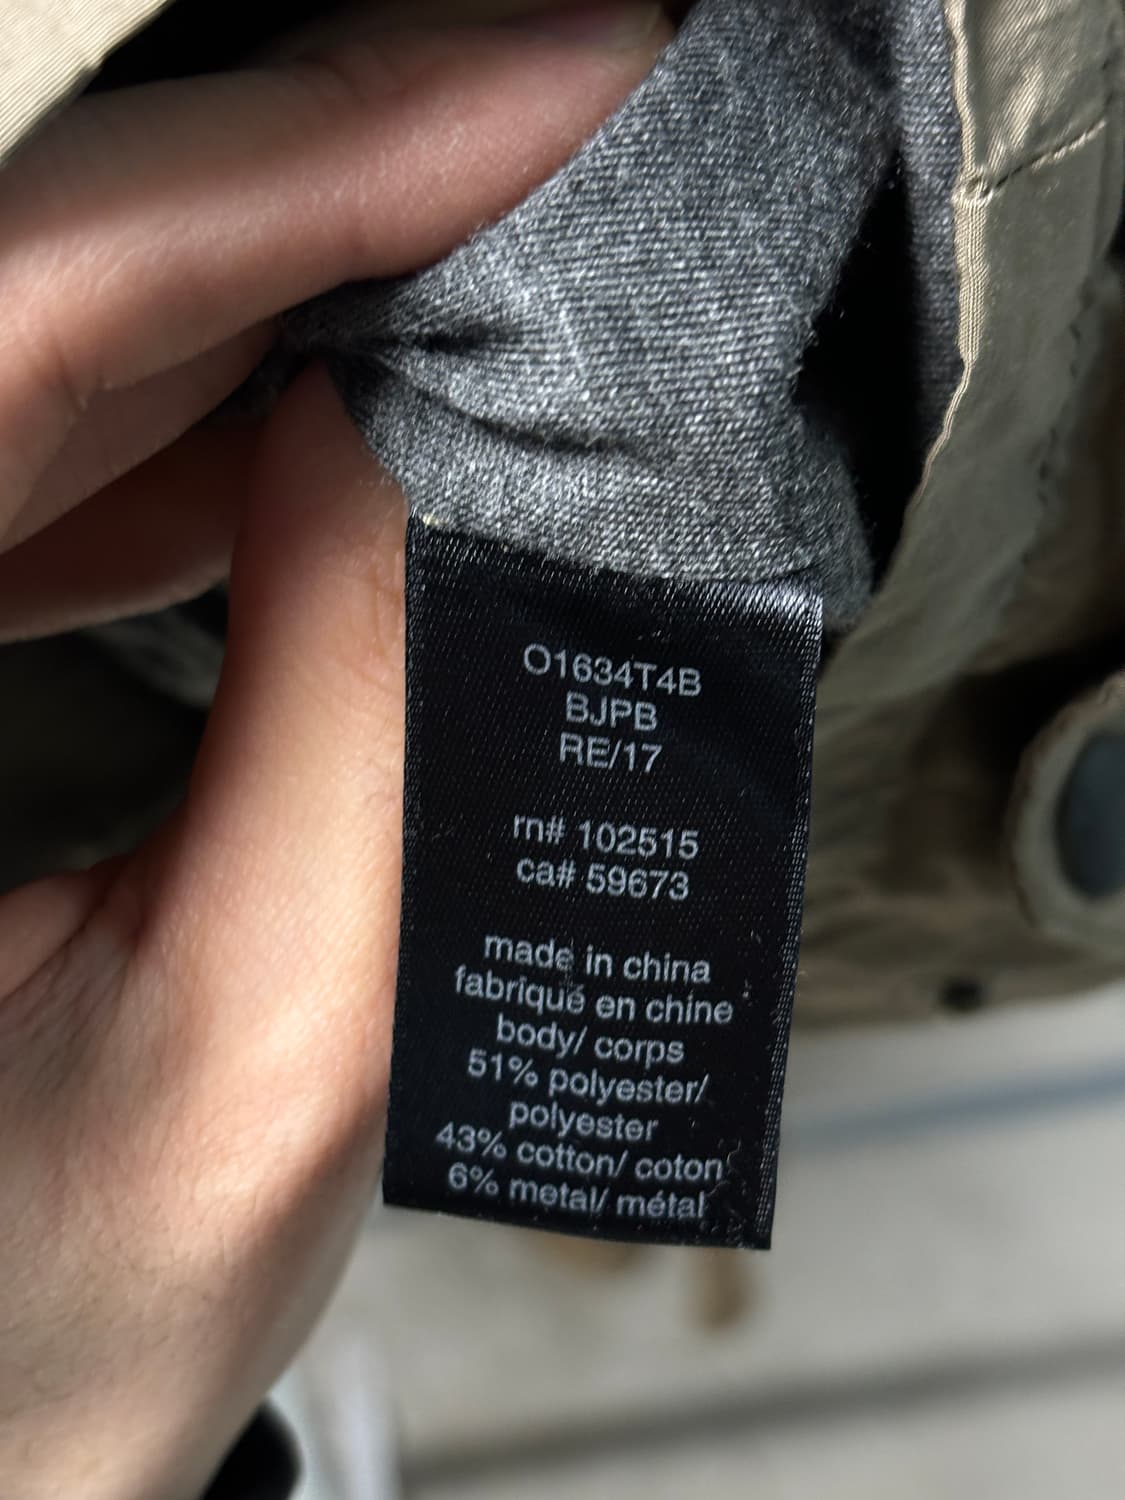 O1634T4B
BJPB
RE/17
rn# 102515
ca# 59673
made in china
fabriqué en chine
body/ corps
51% polyester/
polyester
43% cotton/ coton
6% metal/ métal